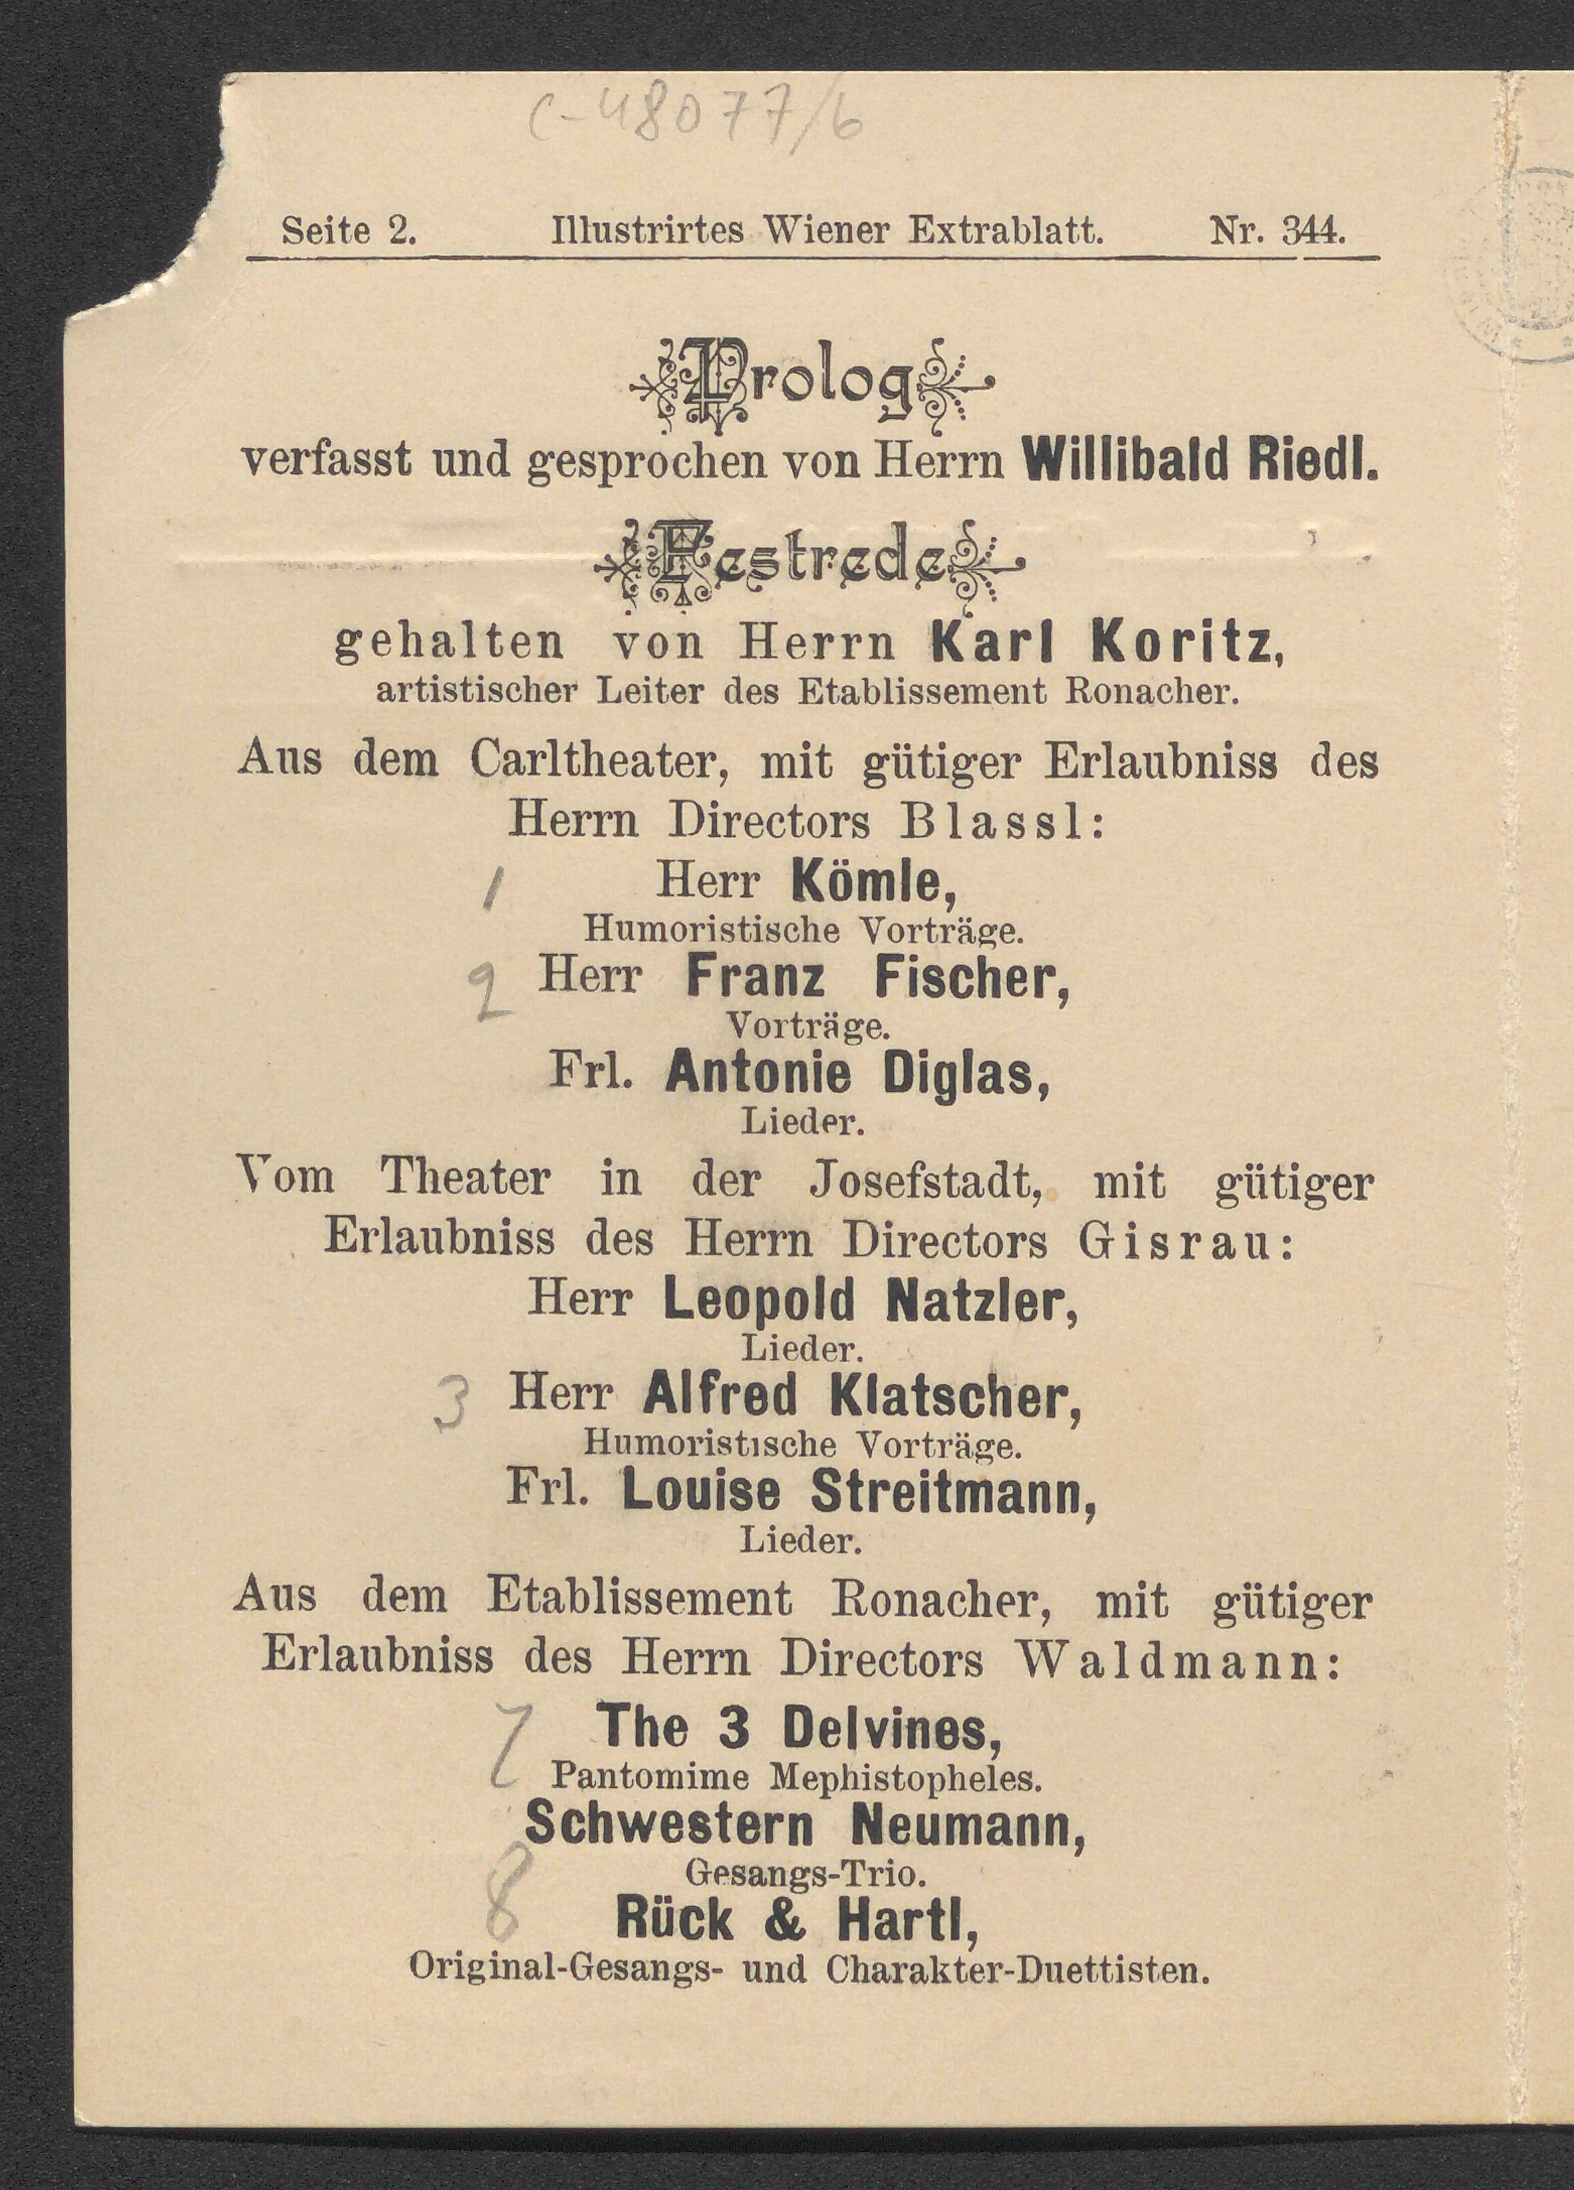 C-48077/6
Seite 2. Illustrirtes Wiener Extrablatt. Nr. 344.
Prolog
verfasst und gesprochen von Herrn Willibald Riedl.
Festrede
gehalten von Herrn Karl Koritz,
artistischer Leiter des Etablissement Ronacher.
Aus dem Carltheater, mit gütiger Erlaubniss des
Herrn Directors Blassl:
1 Herr Kömle,
Humoristische Vorträge.
2 Herr Franz Fischer,
Vorträge.
Frl. Antonie Diglas,
Lieder.
Vom Theater in der Josefstadt, mit gütiger
Erlaubniss des Herrn Directors Gisrau:
Herr Leopold Natzler,
Lieder.
3 Herr Alfred Klatscher,
Humoristische Vorträge.
Frl. Louise Streitmann,
Lieder.
Aus dem Etablissement Ronacher, mit gütiger
Erlaubniss des Herrn Directors Waldmann:
7 The 3 Delvines,
Pantomime Mephistopheles.
Schwestern Neumann,
8 Gesangs-Trio.
Rück & Hartl,
Original-Gesangs- und Charakter-Duettisten.